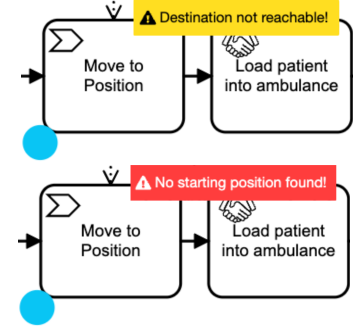 Destination not reachable!
Move to
Position
Load patient
into ambulance
No starting position found!
Move to
Position
Load patient
into ambulance